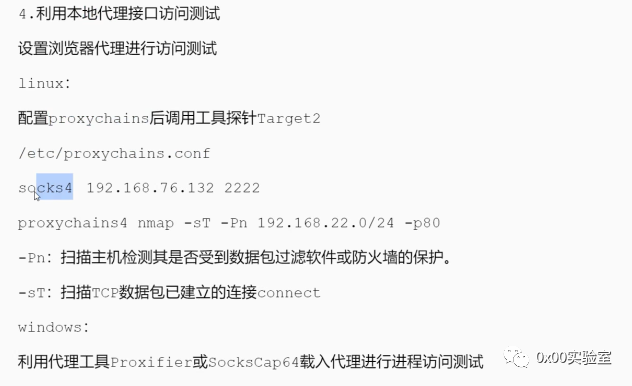 4.利用本地代理接口访问测试
设置浏览器代理进行访问测试
linux：
配置proxychains后调用工具探针Target2
/etc/proxychains.conf
socks4 192.168.76.132 2222
proxychains4 nmap -sT -Pn 192.168.22.0/24 -p80
-Pn：扫描主机检测其是否受到数据包过滤软件或防火墙的保护。
-sT：扫描TCP数据包已建立的连接connect
windows：
利用代理工具Proxifier或SocksCap64载入代理进行进程访问测试
0x00实验室